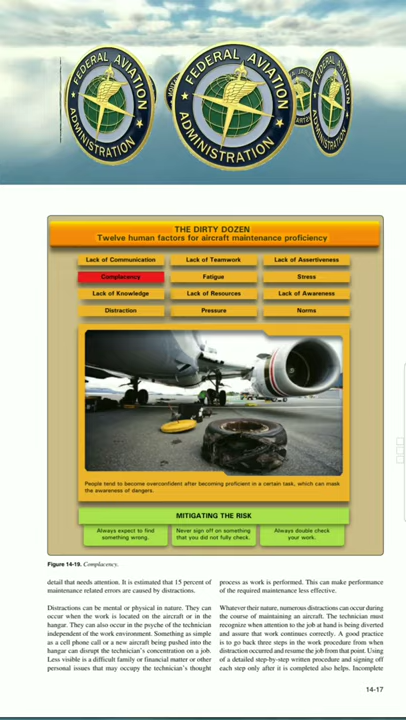 FEDERAL AVIATION
ADMINISTRATION
FEDERAL AVIATION
ADMINISTRATION
FEDERAL AVIATION
ADMINISTRATION
THE DIRTY DOZEN
Twelve human factors for aircraft maintenance proficiency
Lack of Communication Lack of Teamwork Lack of Assertiveness
Complacency Fatigue Stress
Lack of Knowledge Lack of Resources Lack of Awareness
Distraction Pressure Norms
People tend to become overconfident after becoming proficient in a certain task, which can mask
the awareness of dangers.
MITIGATING THE RISK
Always expect to find
something wrong.
Never sign off on something
that you did not fully check.
Always double check
your work.
Figure 14-19. Complacency.
detail that needs attention. It is estimated that 15 percent of
maintenance related errors are caused by distractions.
Distractions can be mental or physical in nature. They can
occur when the work is located on the aircraft or in the
hangar. They can also occur in the psyche of the technician
independent of the work environment. Something as simple
as a cell phone call or a new aircraft being pushed into the
hangar can disrupt the technician's concentration on a job.
Less visible is a difficult family or financial matter or other
personal issues that may occupy the technician's thought
process as work is performed. This can make performance
of the required maintenance less effective.
Whatever their nature, numerous distractions can occur during
the course of maintaining an aircraft. The technician must
recognize when attention to the job at hand is being diverted
and assure that work continues correctly. A good practice
is to go back three steps in the work procedure from when
distraction occurred and resume the job from that point. Using
of a detailed step-by-step written procedure and signing off
each step only after it is completed also helps. Incomplete
14-17